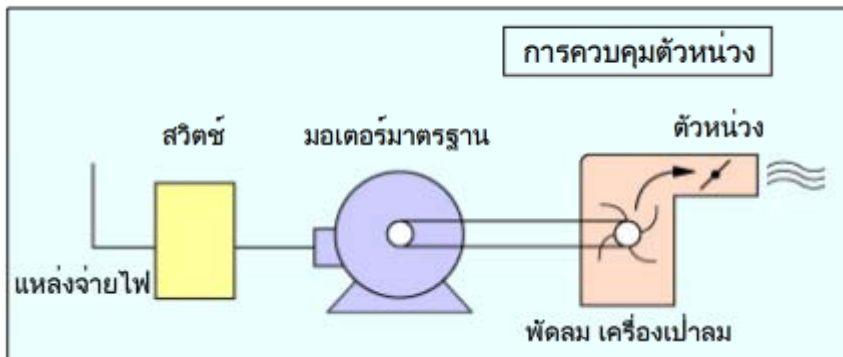 การควบคุมตัวหน่วง
สวิตช์
มอเตอร์มาตรฐาน
ตัวหน่วง
แหล่งจ่ายไฟ
พัดลม เครื่องเป่าลม